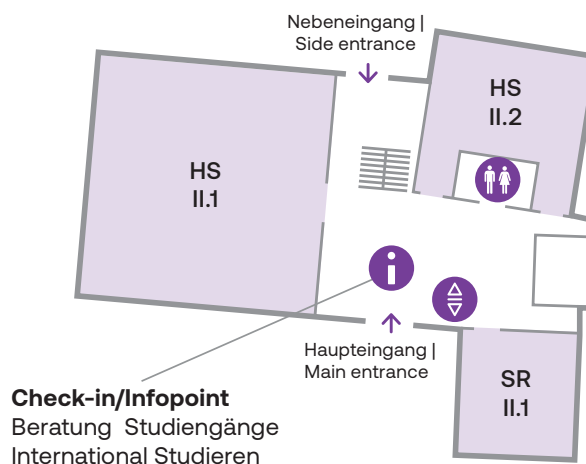 Nebeneingang |
Side entrance
HS
II.2
HS
II.1
Haupteingang |
Main entrance
SR
II.1
Check-in/Infopoint
Beratung Studiengänge
International Studieren